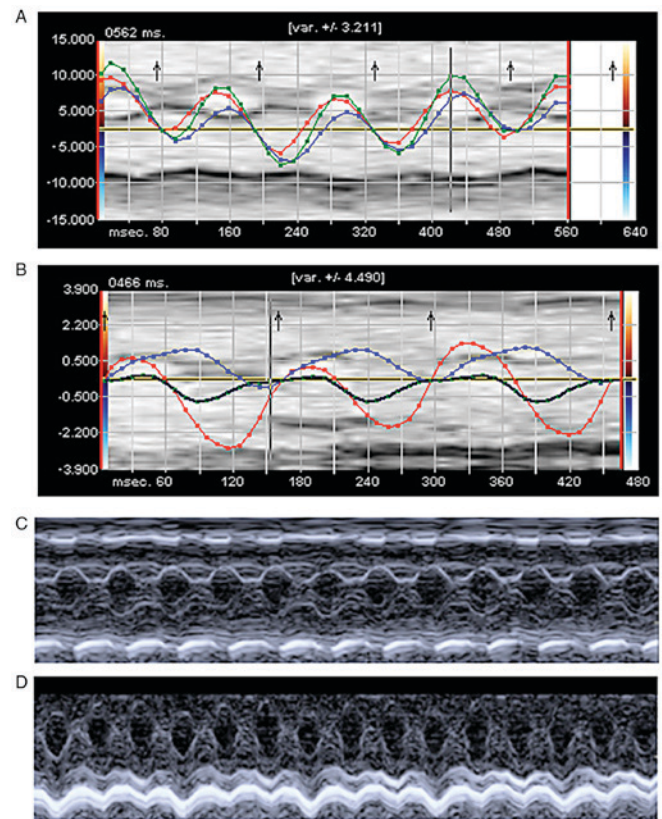 A
0562 ms.
[var. +/- 3.211]
15.000
10.000
5.000
-5.000
-10.000
-15.000
msec. 80 160 240 320 400 480 560 640
B
0466 ms.
[var. +/- 4.490]
3.900
2.200
0.500
-0.500
-2.200
-3.900
msec. 60 120 180 240 300 360 420 480
C
D